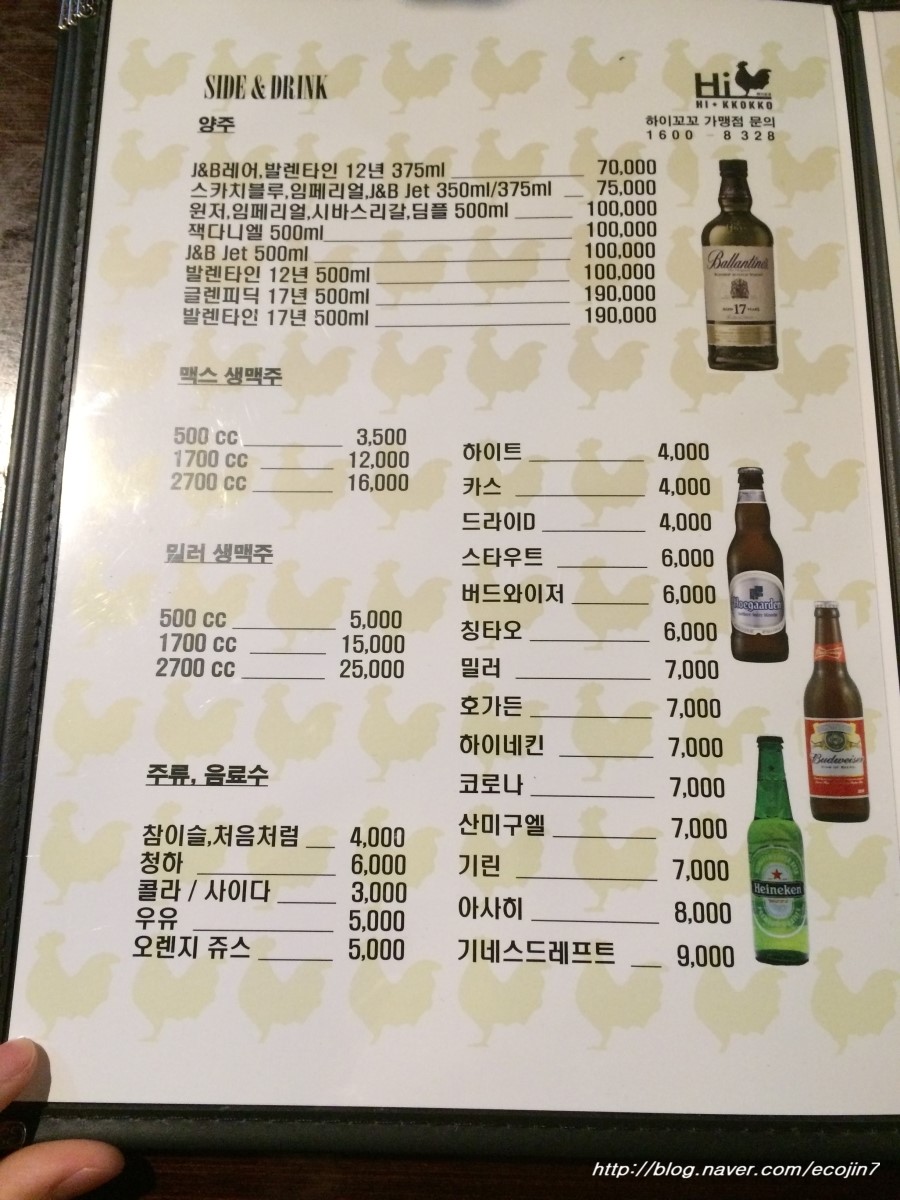 SIDE & DRINK
Hi
HI • KKOKKO
하이꼬꼬 가맹점 문의
1600 - 8328
양주
J&B레어,발렌타인 12년 375ml 70,000
스카치블루,임페리얼,J&B Jet 350ml/375ml 75,000
윈저,임페리얼,시바스리갈,딤플 500ml 100,000
잭다니엘 500ml 100,000
J&B Jet 500ml 100,000
발렌타인 12년 500ml 100,000
글렌피딕 17년 500ml 190,000
발렌타인 17년 500ml 190,000
Ballantine's
17
맥스 생맥주
500 cc 3,500
1700 cc 12,000
2700 cc 16,000
밀러 생맥주
500 cc 5,000
1700 cc 15,000
2700 cc 25,000
주류, 음료수
참이슬,처음처럼 4,000
청하 6,000
콜라 / 사이다 3,000
우유 5,000
오렌지 쥬스 5,000
하이트 4,000
카스 4,000
드라이D 4,000
스타우트 6,000
버드와이저 6,000
칭타오 6,000
밀러 7,000
호가든 7,000
하이네킨 7,000
코로나 7,000
산미구엘 7,000
기린 7,000
아사히 8,000
기네스드레프트 9,000
Hoegaarden
Budweiser
Heineken
http://blog.naver.com/ecojin7